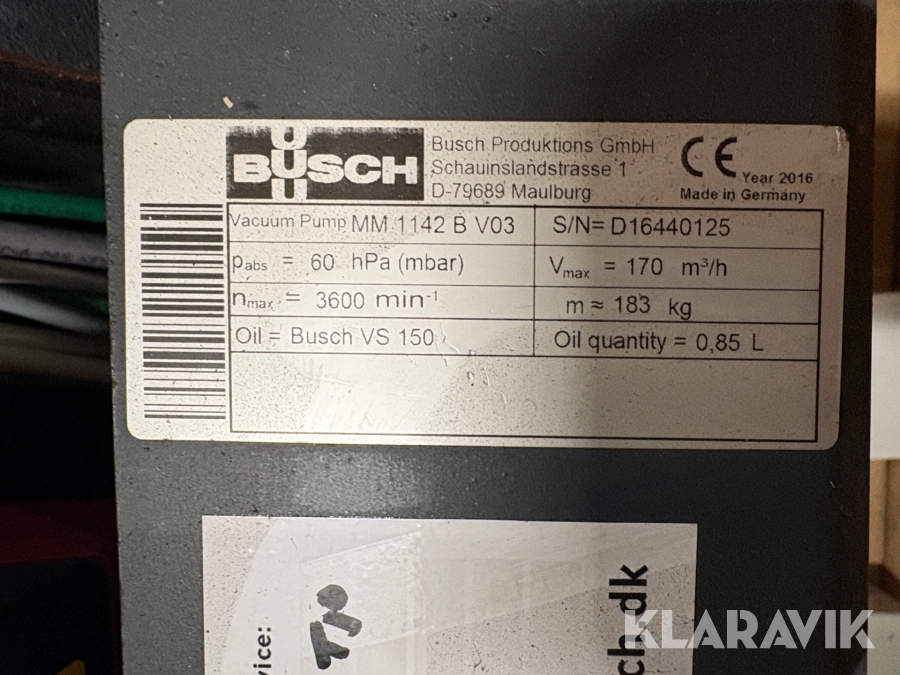 BUSCH
Busch Produktions GmbH
Schauinslandstrasse 1
D-79689 Maulburg
CE
Year 2016
Made in Germany
Vacuum Pump MM 1142 B V03
S/N= D16440125
Pabs = 60 hPa (mbar)
Vmax = 170 m³/h
nmax = 3600 min-1
m ≈ 183 kg
Oil = Busch VS 150
Oil quantity = 0,85 L
vice:
ch.dk
KLARAVIK